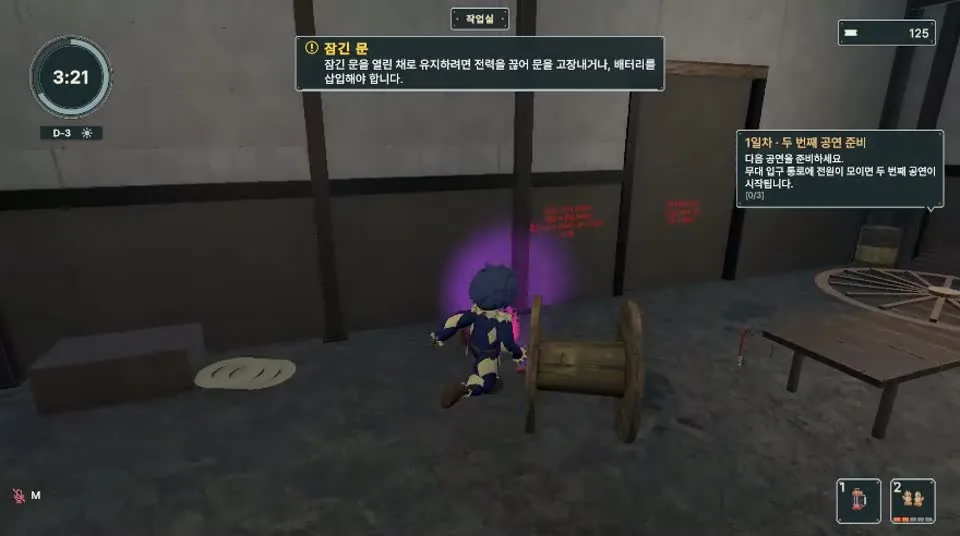 작업실
잠긴 문
잠긴 문을 열린 채로 유지하려면 전력을 끊어 문을 고장내거나, 배터리를
삽입해야 합니다.
3:21
D-3
125
1일차 · 두 번째 공연 준비
다음 공연을 준비하세요.
무대 입구 통로에 전원이 모이면 두 번째 공연이
시작됩니다.
[0/3]
M
1
2